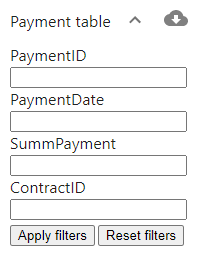 Payment table
PaymentID
PaymentDate
SummPayment
ContractID
Apply filters Reset filters